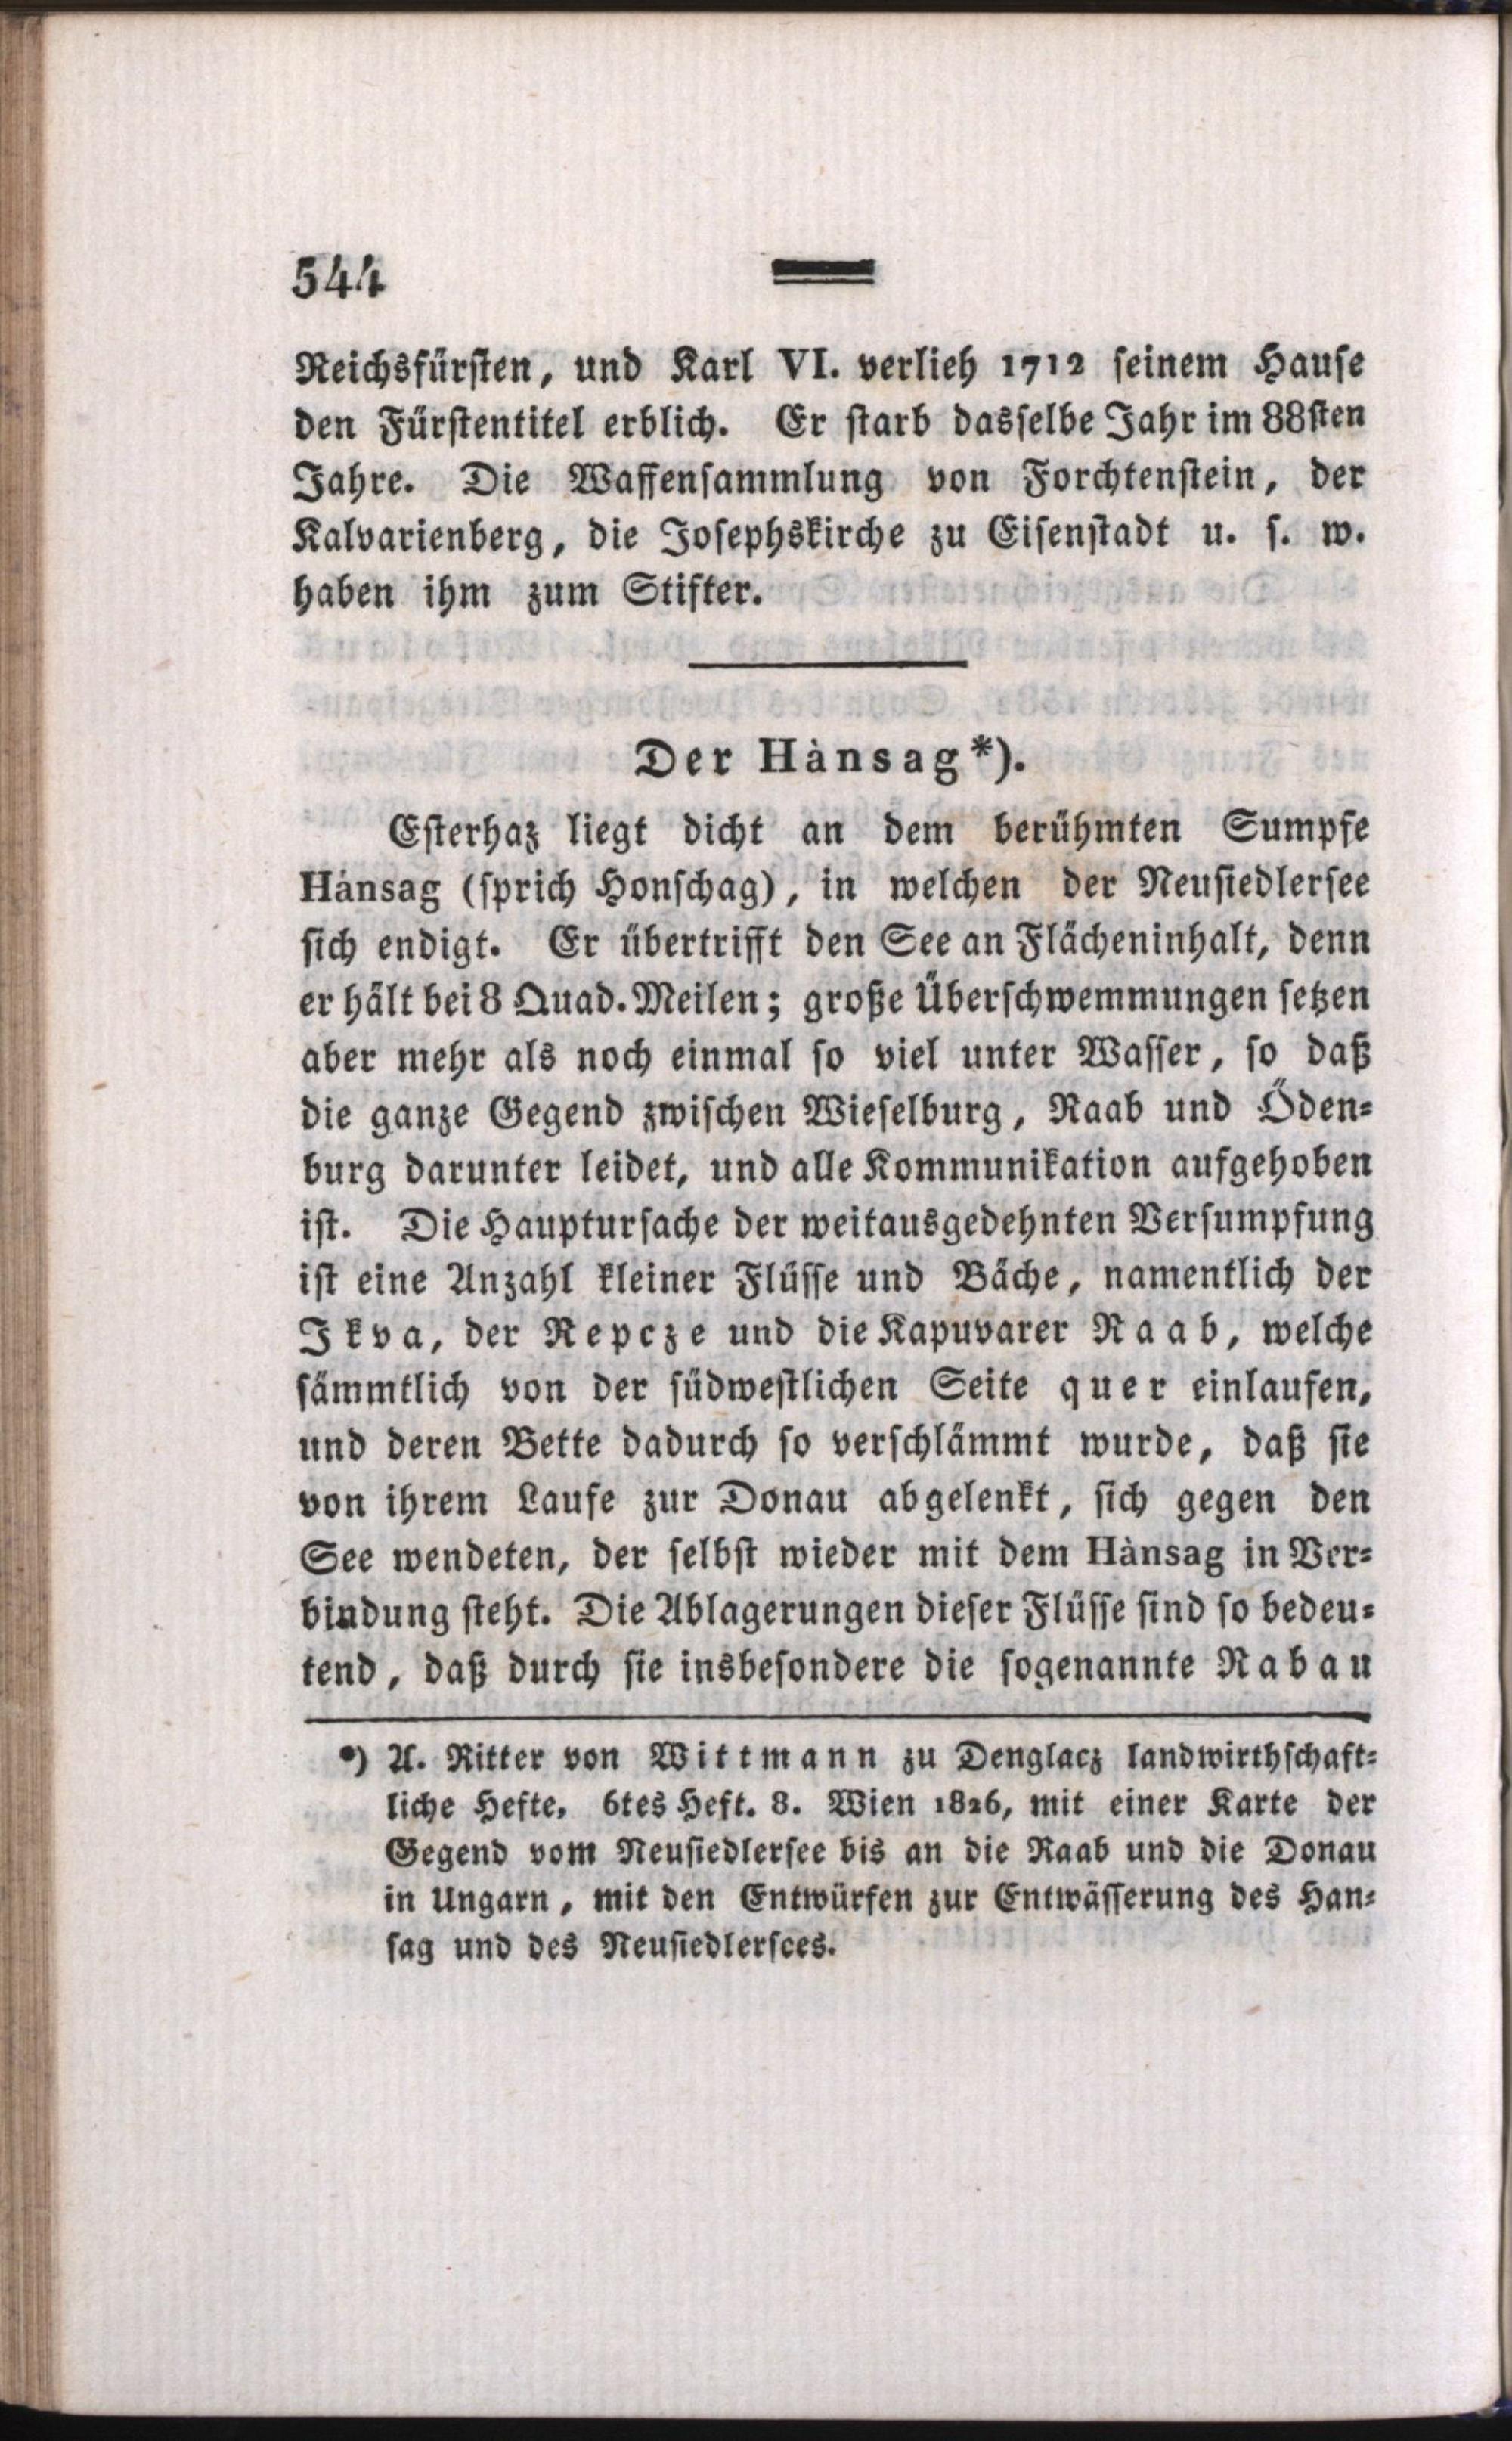 544
Reichsfürsten, und Karl VI. verlieh 1712 seinem Hause
den Fürstentitel erblich. Er starb dasselbe Jahr im 88sten
Jahre. Die Waffensammlung von Forchtenstein, der
Kalvarienberg, die Josephskirche zu Eisenstadt u. s. w.
haben ihm zum Stifter.
Der Hànsag*).
Esterhaz liegt dicht an dem berühmten Sumpfe
Hànsag (sprich Honschag), in welchen der Neusiedlersee
sich endigt. Er übertrifft den See an Flächeninhalt, denn
er hält bei 8 Quad. Meilen; große Überschwemmungen setzen
aber mehr als noch einmal so viel unter Wasser, so daß
die ganze Gegend zwischen Wieselburg, Raab und Öden-
burg darunter leidet, und alle Kommunikation aufgehoben
ist. Die Hauptursache der weitausgedehnten Versumpfung
ist eine Anzahl kleiner Flüsse und Bäche, namentlich der
Ikva, der Repcze und die Kapuvarer Raab, welche
sämmtlich von der südwestlichen Seite quer einlaufen,
und deren Bette dadurch so verschlämmt wurde, daß sie
von ihrem Laufe zur Donau abgelenkt, sich gegen den
See wendeten, der selbst wieder mit dem Hànsag in Ver-
bindung steht. Die Ablagerungen dieser Flüsse sind so bedeu-
tend, daß durch sie insbesondere die sogenannte Rabau
*) A. Ritter von Wittmann zu Denglacz landwirthschaft-
liche Hefte, 6tes Heft. 8. Wien 1826, mit einer Karte der
Gegend vom Neusiedlersee bis an die Raab und die Donau
in Ungarn, mit den Entwürfen zur Entwässerung des Han-
sag und des Neusiedlersees.